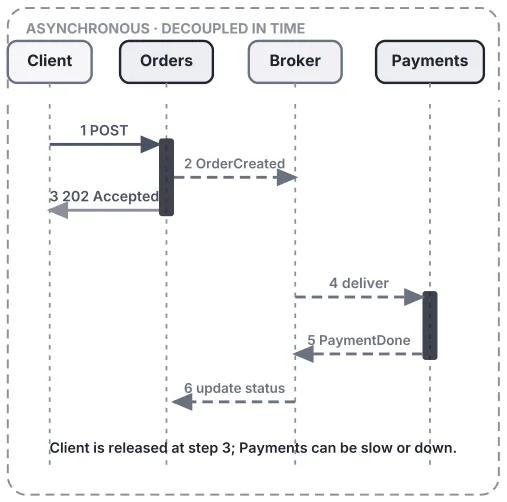 ASYNCHRONOUS · DECOUPLED IN TIME
Client
Orders
Broker
Payments
1 POST
2 OrderCreated
3 202 Accepted
4 deliver
5 PaymentDone
6 update status
Client is released at step 3; Payments can be slow or down.